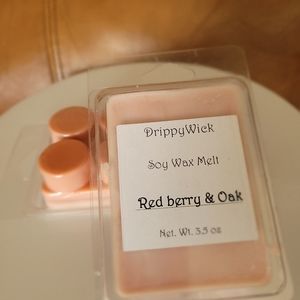 DrippyWick
Soy Wax Melt
Red berry & Oak
Net. Wt. 3.5 oz